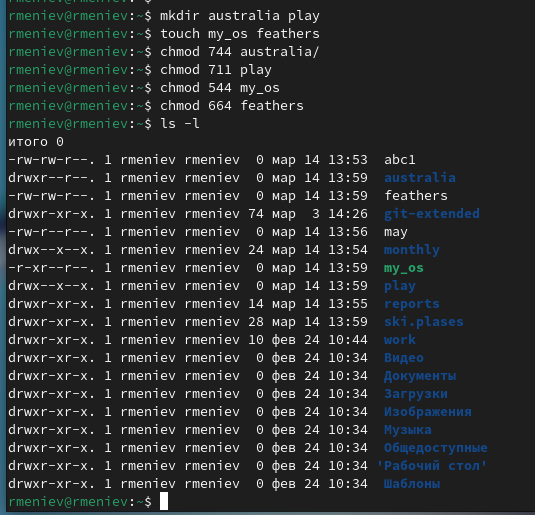 rmeniev@rmeniev:~$ mkdir australia play
rmeniev@rmeniev:~$ touch my_os feathers
rmeniev@rmeniev:~$ chmod 744 australia/
rmeniev@rmeniev:~$ chmod 711 play
rmeniev@rmeniev:~$ chmod 544 my_os
rmeniev@rmeniev:~$ chmod 664 feathers
rmeniev@rmeniev:~$ ls -l
итого 0
-rw-rw-r--. 1 rmeniev rmeniev  0 мар 14 13:53  abc1
drwxr--r--. 1 rmeniev rmeniev  0 мар 14 13:59  australia
-rw-rw-r--. 1 rmeniev rmeniev  0 мар 14 13:59  feathers
drwxr-xr-x. 1 rmeniev rmeniev 74 мар  3 14:26  git-extended
-rw-r--r--. 1 rmeniev rmeniev  0 мар 14 13:56  may
drwx--x--x. 1 rmeniev rmeniev 24 мар 14 13:54  monthly
-r-xr--r--. 1 rmeniev rmeniev  0 мар 14 13:59  my_os
drwx--x--x. 1 rmeniev rmeniev  0 мар 14 13:59  play
drwxr-xr-x. 1 rmeniev rmeniev 14 мар 14 13:55  reports
drwxr-xr-x. 1 rmeniev rmeniev 28 мар 14 13:59  ski.plases
drwxr-xr-x. 1 rmeniev rmeniev 10 фев 24 10:44  work
drwxr-xr-x. 1 rmeniev rmeniev  0 фев 24 10:34  Видео
drwxr-xr-x. 1 rmeniev rmeniev  0 фев 24 10:34  Документы
drwxr-xr-x. 1 rmeniev rmeniev  0 фев 24 10:34  Загрузки
drwxr-xr-x. 1 rmeniev rmeniev  0 фев 24 10:34  Изображения
drwxr-xr-x. 1 rmeniev rmeniev  0 фев 24 10:34  Музыка
drwxr-xr-x. 1 rmeniev rmeniev  0 фев 24 10:34  Общедоступные
drwxr-xr-x. 1 rmeniev rmeniev  0 фев 24 10:34 'Рабочий стол'
drwxr-xr-x. 1 rmeniev rmeniev  0 фев 24 10:34  Шаблоны
rmeniev@rmeniev:~$